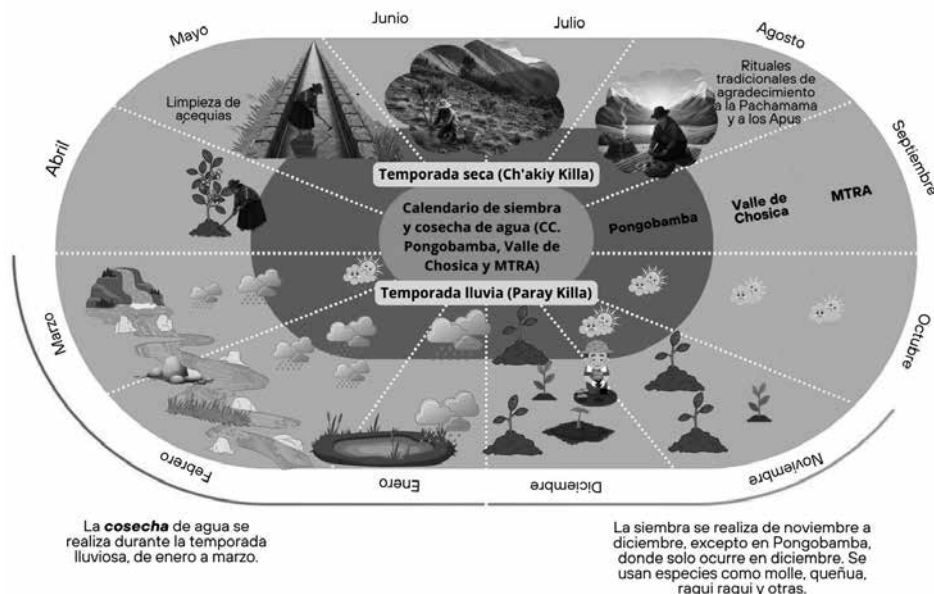 Mayo
Junio
Julio
Agosto
Septiembre
Octubre
Noviembre
Diciembre
Enero
Febrero
Marzo
Abril
Limpieza de
acequias
Rituales
tradicionales de
agradecimiento
a la Pachamama
y a los Apus
Temporada seca (Ch'akiy Killa)
Calendario de siembra
y cosecha de agua (CC.
Pongobamba, Valle de
Chosica y MTRA)
Temporada lluvia (Paray Killa)
Pongobamba
Valle de
Chosica
MTRA
La cosecha de agua se
realiza durante la temporada
lluviosa, de enero a marzo.
La siembra se realiza de noviembre a
diciembre, excepto en Pongobamba,
donde solo ocurre en diciembre. Se
usan especies como molle, queñua,
raqui raqui y otras.